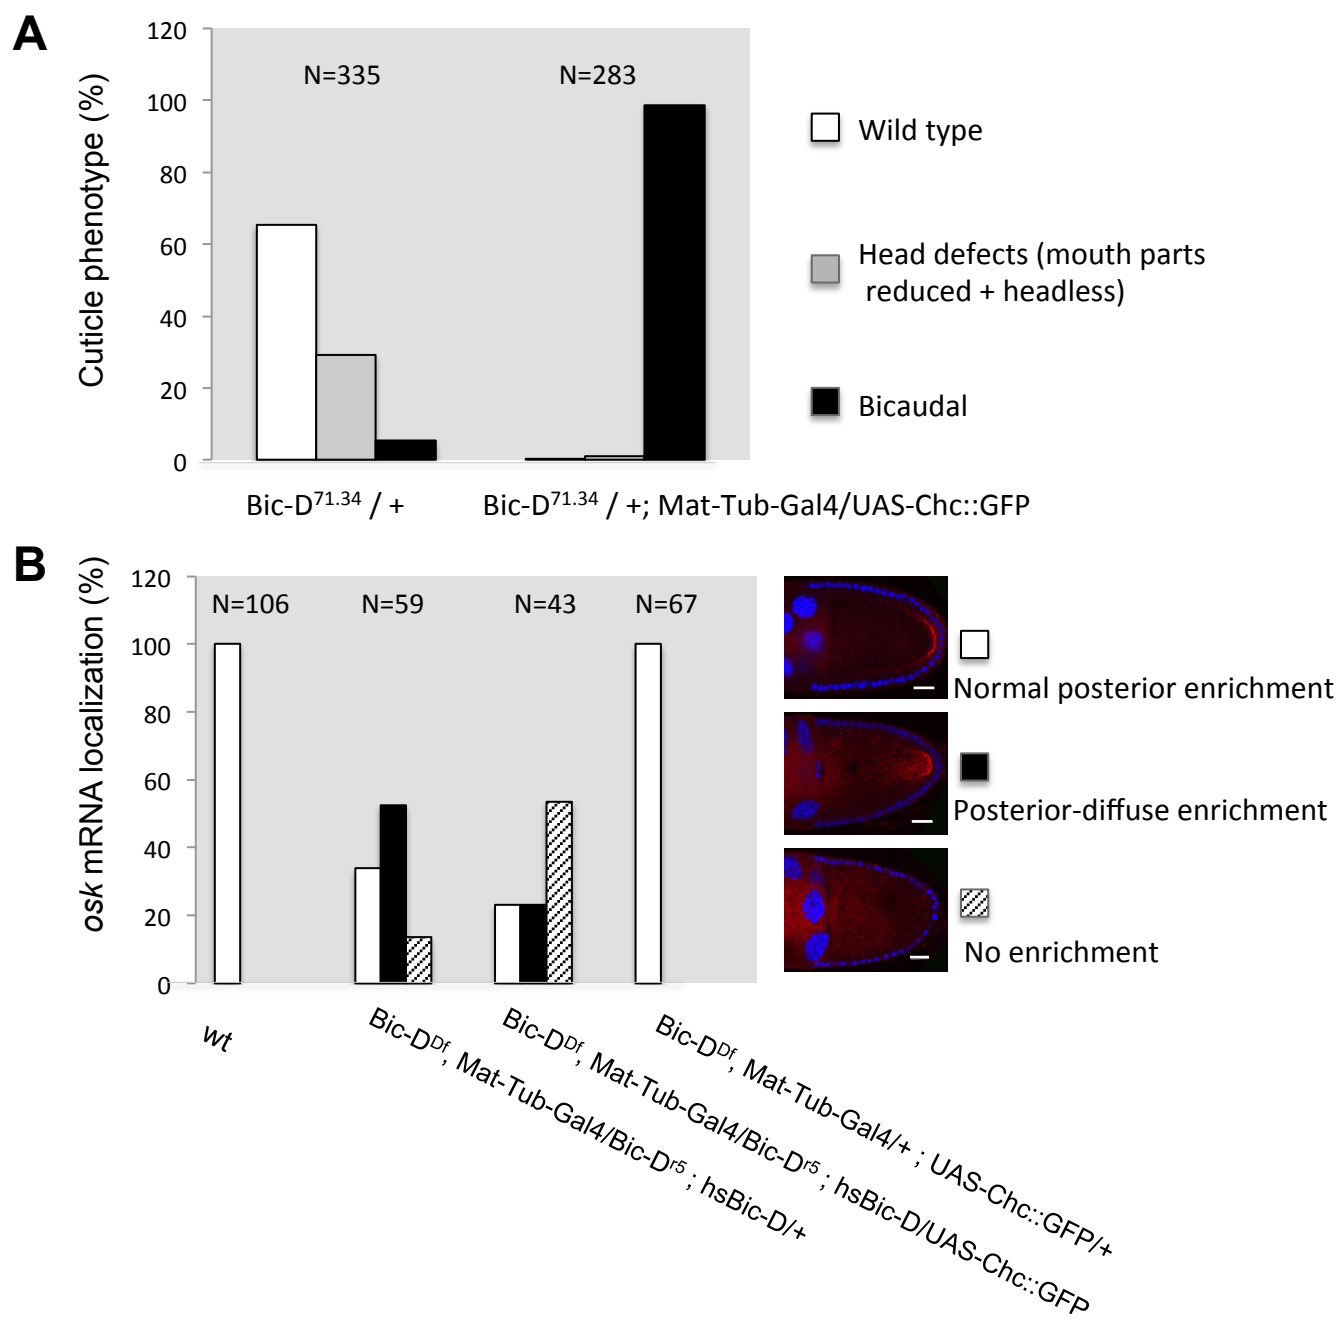 A
Cuticle phenotype (%)
120
100
80
60
40
20
0
N=335
N=283
Wild type
Head defects (mouth parts
reduced + headless)
Bicaudal
Bic-D71.34 / +
Bic-D71.34 / +; Mat-Tub-Gal4/UAS-Chc::GFP
B
osk mRNA localization (%)
120
100
80
60
40
20
0
N=106
N=59
N=43
N=67
Normal posterior enrichment
Posterior-diffuse enrichment
No enrichment
wt
Bic-DDf, Mat-Tub-Gal4/Bic-Dr5 ; hsBic-D/+
Bic-DDf, Mat-Tub-Gal4/Bic-Dr5 ; hsBic-D/UAS-Chc::GFP
Bic-DDf, Mat-Tub-Gal4/+ ; UAS-Chc::GFP/+